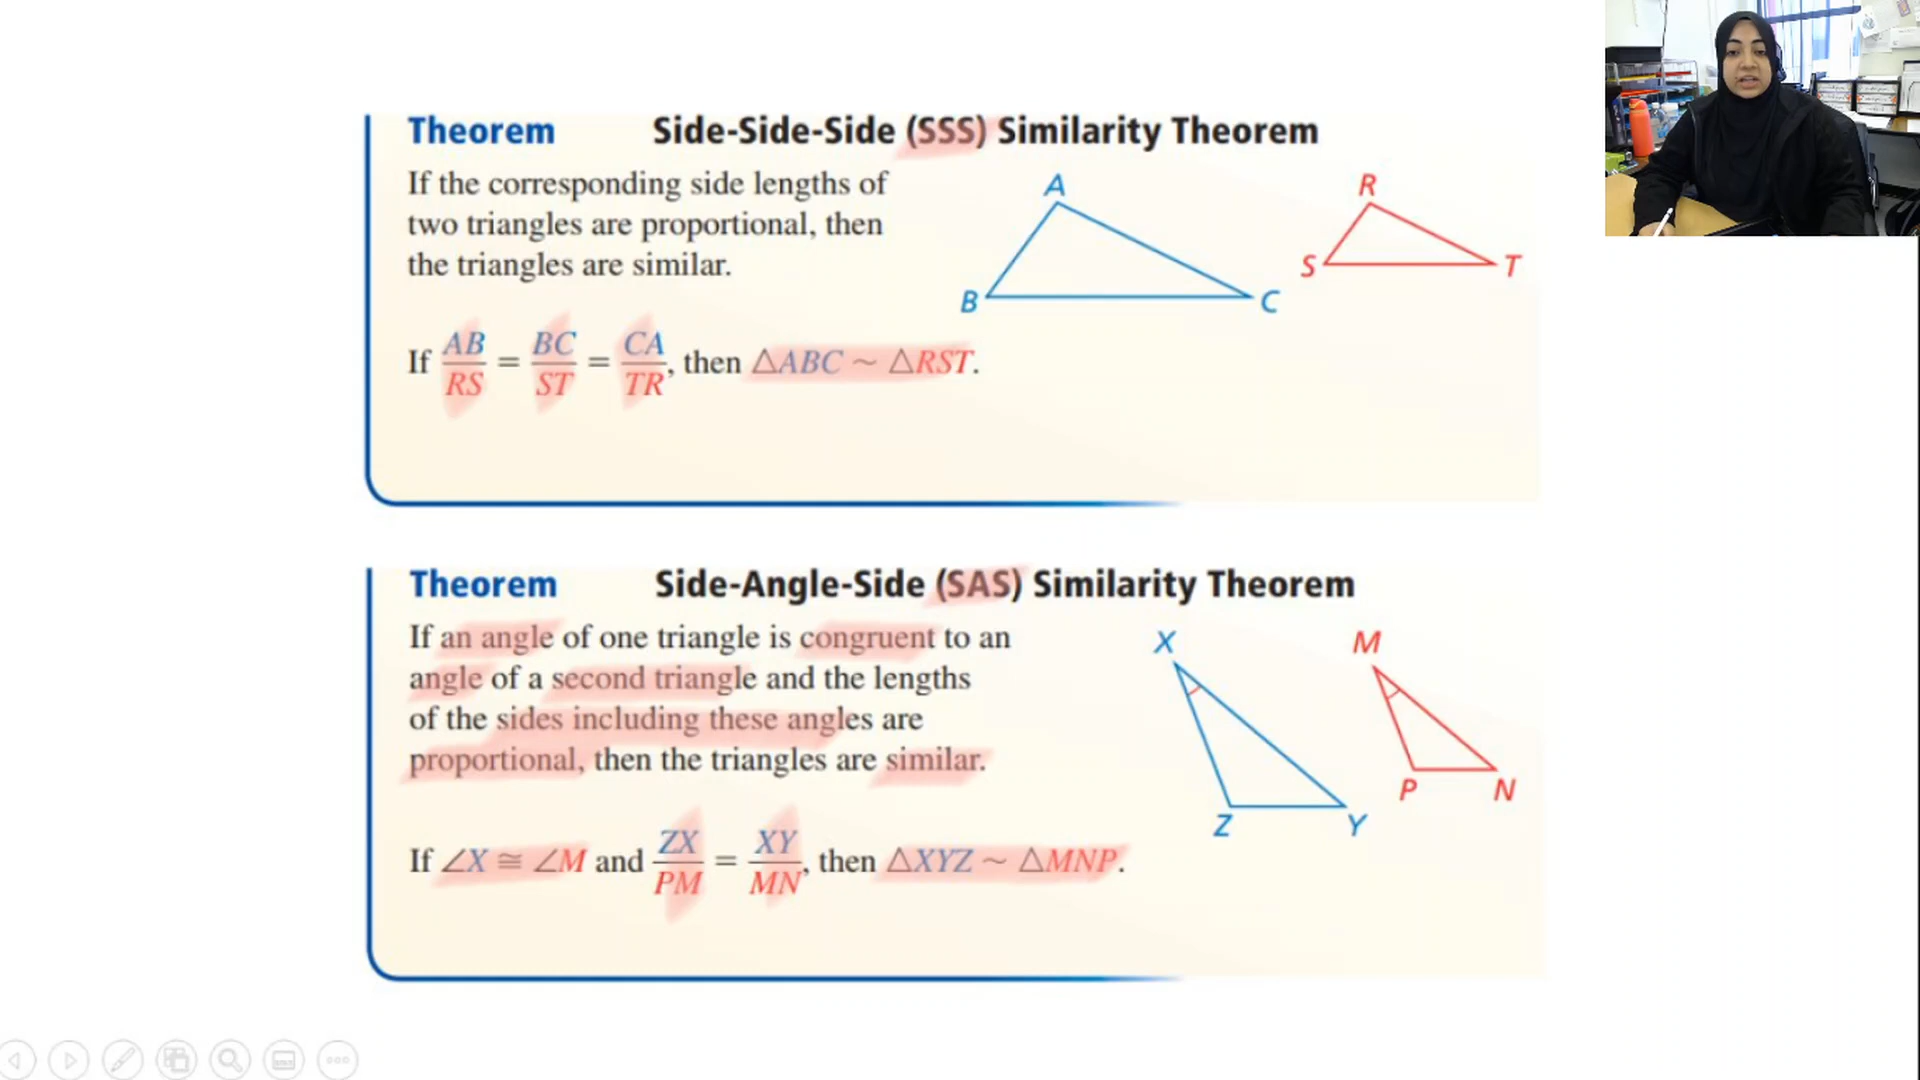 Theorem Side-Side-Side (SSS) Similarity Theorem
If the corresponding side lengths of
two triangles are proportional, then
the triangles are similar.
A
B
C
R
S
T
If AB/RS = BC/ST = CA/TR, then △ABC ~ △RST.
Theorem Side-Angle-Side (SAS) Similarity Theorem
If an angle of one triangle is congruent to an
angle of a second triangle and the lengths
of the sides including these angles are
proportional, then the triangles are similar.
X
Z
Y
M
P
N
If ∠X ≅ ∠M and ZX/PM = XY/MN, then △XYZ ~ △MNP.